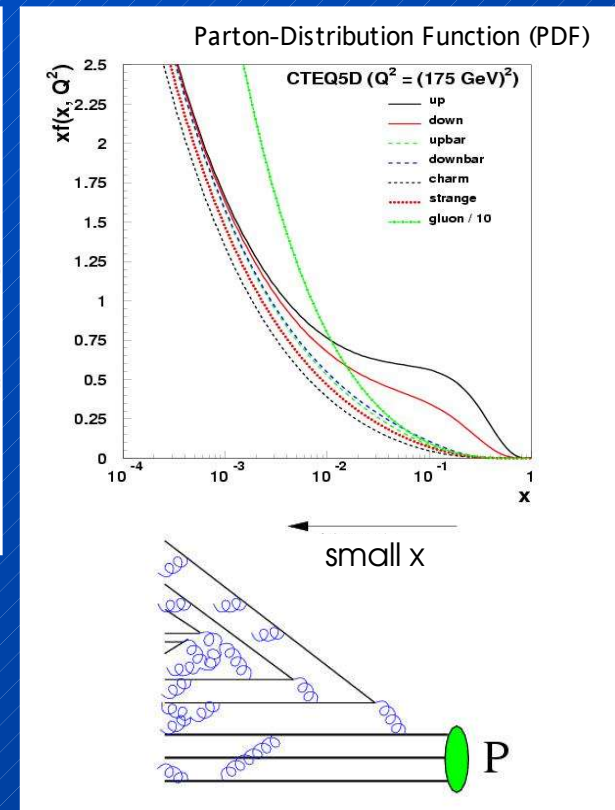 Parton-Distribution Function (PDF)
xf(x, Q²)
CTEQ5D (Q² = (175 GeV)²)
up
down
upbar
downbar
charm
strange
gluon / 10
2.5
2.25
2
1.75
1.5
1.25
1
0.75
0.5
0.25
0
10⁻⁴ 10⁻³ 10⁻² 10⁻¹ 1
x
small x
P